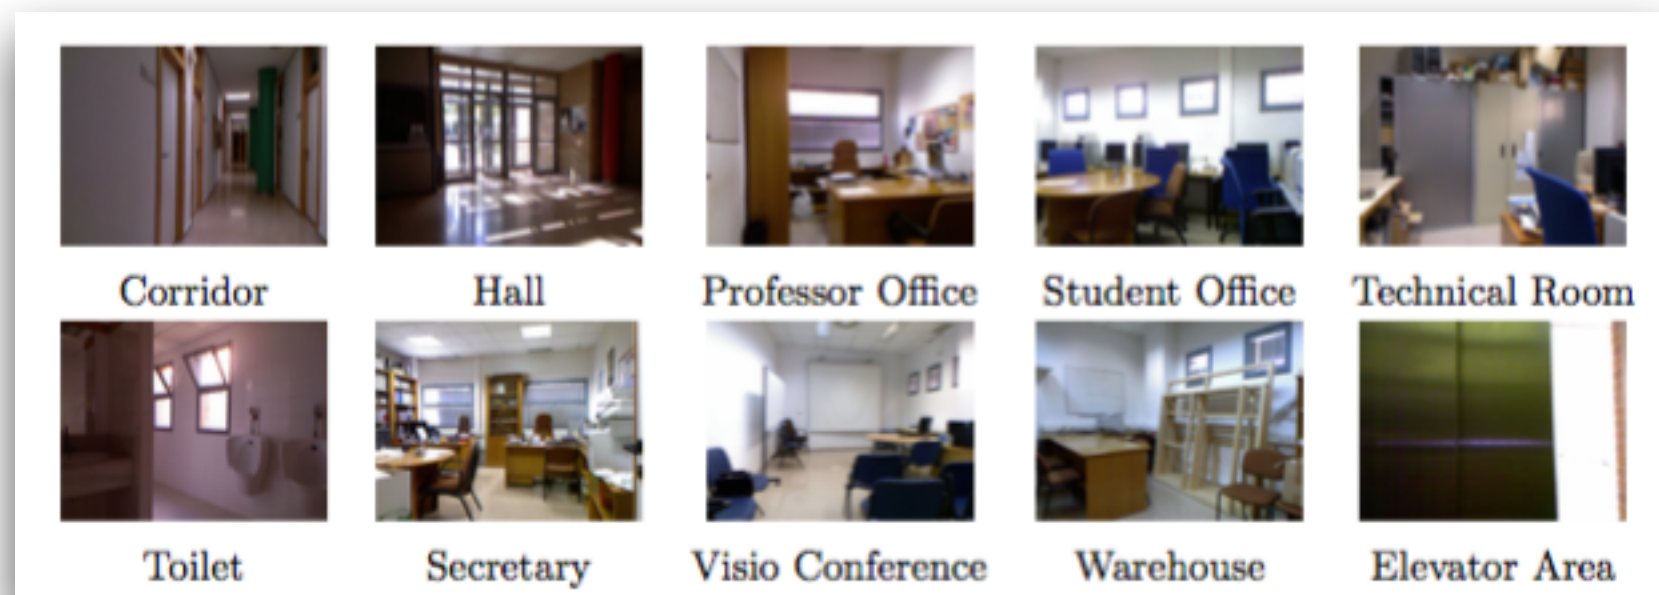 Corridor Hall Professor Office Student Office Technical Room
Toilet Secretary Visio Conference Warehouse Elevator Area